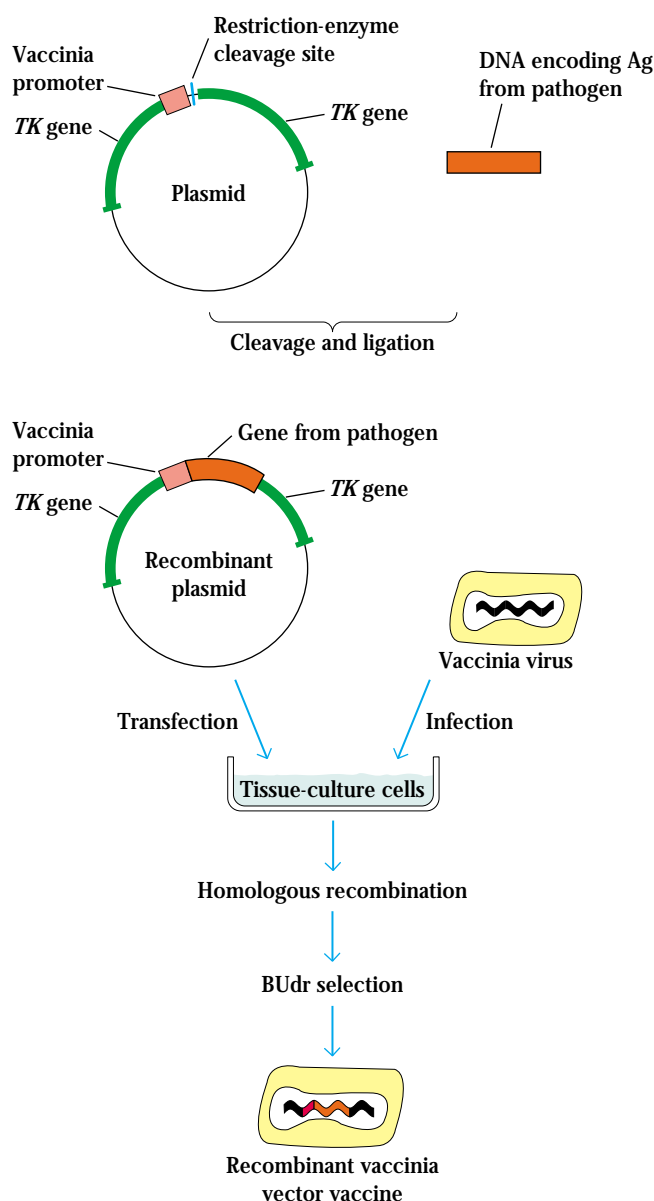 Restriction-enzyme
cleavage site
Vaccinia
promoter
DNA encoding Ag
from pathogen
TK gene
TK gene
Plasmid
Cleavage and ligation
Vaccinia
promoter
Gene from pathogen
TK gene
TK gene
Recombinant
plasmid
Vaccinia virus
Transfection
Infection
Tissue-culture cells
Homologous recombination
BUdr selection
Recombinant vaccinia
vector vaccine